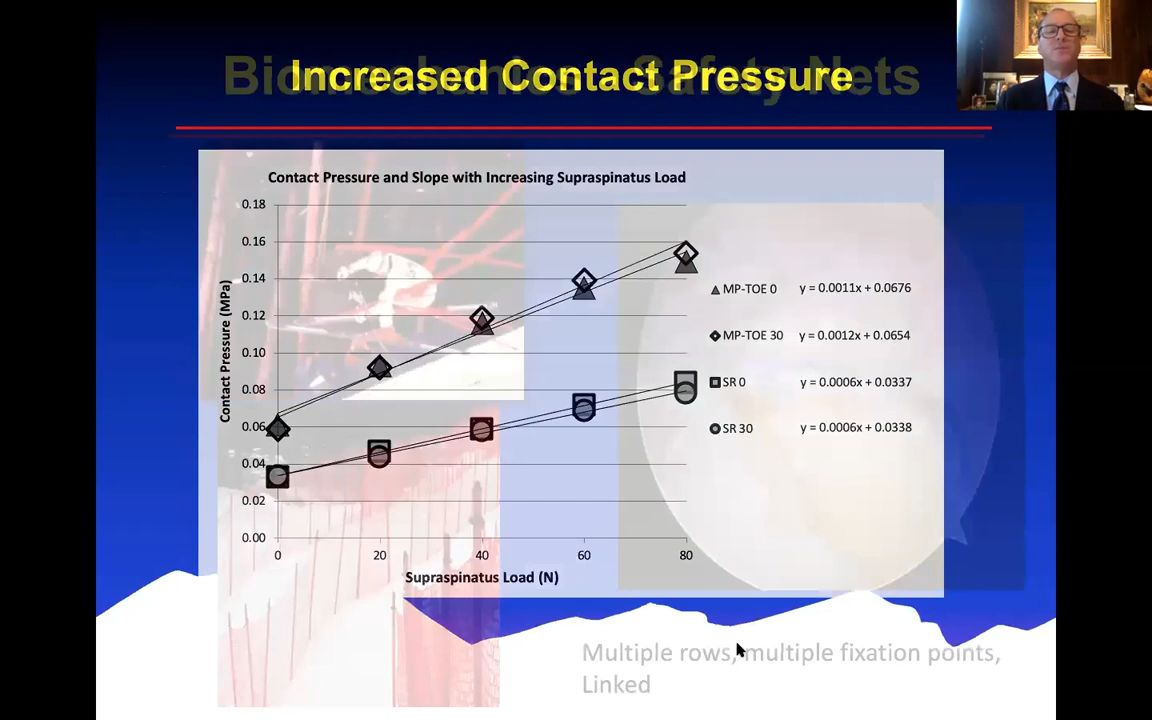 Biomechanics- Safety Nets
Increased Contact Pressure
Contact Pressure and Slope with Increasing Supraspinatus Load
Contact Pressure (MPa)
0.18
0.16
0.14
0.12
0.10
0.08
0.06
0.04
0.02
0.00
0
20
40
60
80
Supraspinatus Load (N)
MP-TOE 0 y = 0.0011x + 0.0676
MP-TOE 30 y = 0.0012x + 0.0654
SR 0 y = 0.0006x + 0.0337
SR 30 y = 0.0006x + 0.0338
Multiple rows, multiple fixation points,
Linked